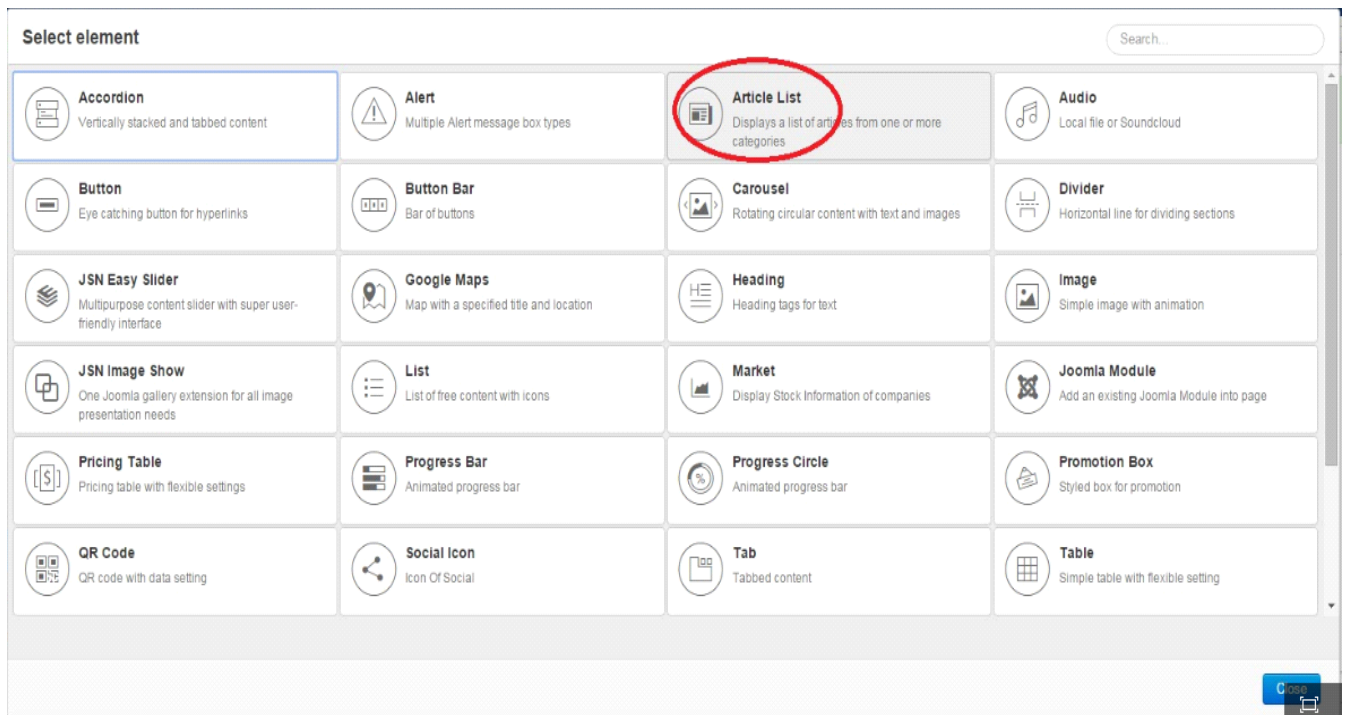 Select element
Search...
Accordion
Vertically stacked and tabbed content
Alert
Multiple Alert message box types
Article List
Displays a list of articles from one or more
categories
Audio
Local file or Soundcloud
Button
Eye catching button for hyperlinks
Button Bar
Bar of buttons
Carousel
Rotating circular content with text and images
Divider
Horizontal line for dividing sections
JSN Easy Slider
Multipurpose content slider with super user-
friendly interface
Google Maps
Map with a specified title and location
Heading
Heading tags for text
Image
Simple image with animation
JSN Image Show
One Joomla gallery extension for all image
presentation needs
List
List of free content with icons
Market
Display Stock Information of companies
Joomla Module
Add an existing Joomla Module into page
Pricing Table
Pricing table with flexible settings
Progress Bar
Animated progress bar
Progress Circle
Animated progress bar
Promotion Box
Styled box for promotion
QR Code
QR code with data setting
Social Icon
Icon Of Social
Tab
Tabbed content
Table
Simple table with flexible setting
Close